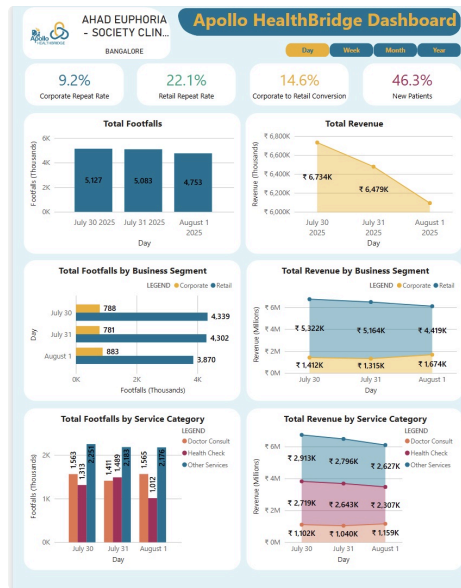 Apollo
HEALTHBRIDGE
AHAD EUPHORIA
- SOCIETY CLIN...
BANGALORE
Apollo HealthBridge Dashboard
Day Week Month Year
9.2%
Corporate Repeat Rate
22.1%
Retail Repeat Rate
14.6%
Corporate to Retail Conversion
46.3%
New Patients
Total Footfalls
Footfalls (Thousands)
6K
4K
2K
0K
5,127 5,083 4,753
July 30 2025 July 31 2025 August 1
2025
Day
Total Revenue
Revenue (Thousands)
₹ 6,800K
₹ 6,600K
₹ 6,400K
₹ 6,200K
₹ 6,000K
₹ 6,734K
₹ 6,479K
July 30
2025
July 31
2025
August 1
2025
Day
Total Footfalls by Business Segment
LEGEND Corporate Retail
Day
July 30 788 4,339
July 31 781 4,302
August 1 883 3,870
0K 2K 4K
Footfalls (Thousands)
Total Revenue by Business Segment
LEGEND Corporate Retail
Revenue (Millions)
₹ 6M
₹ 4M
₹ 2M
₹ 0M
₹ 5,322K ₹ 5,164K ₹ 4,419K
₹ 1,412K ₹ 1,315K ₹ 1,674K
July 30 July 31 August 1
Day
Total Footfalls by Service Category
LEGEND
Doctor Consult
Health Check
Other Services
Footfalls (Thousands)
2K
1K
0K
1,563 1,313 2,251
1,411 1,489 2,183
1,565 1,012 2,176
July 30 July 31 August 1
Day
Total Revenue by Service Category
LEGEND
Doctor Consult
Health Check
Other Services
Revenue (Millions)
₹ 6M
₹ 4M
₹ 2M
₹ 0M
₹ 2.913K ₹ 2,796K ₹ 2,627K
₹ 2,719K ₹ 2,643K ₹ 2,307K
₹ 1,102K ₹ 1,040K ₹ 1,159K
July 30 July 31 August 1
Day